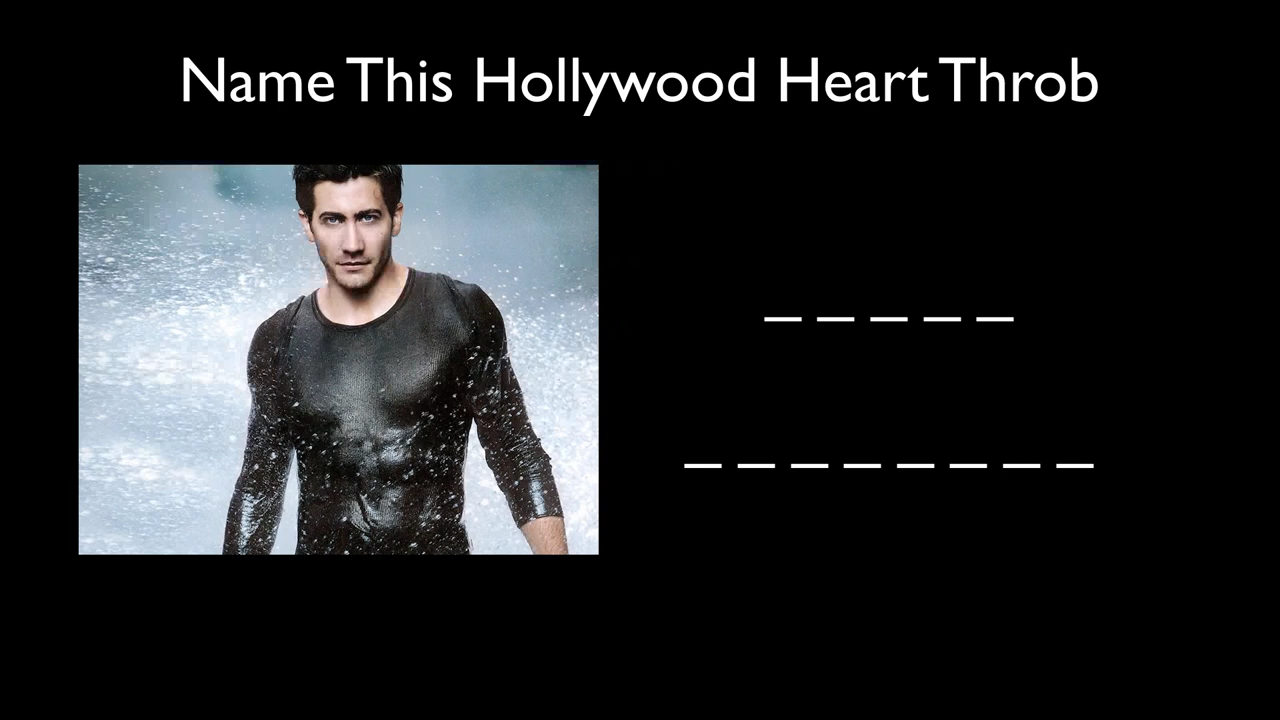 Name This Hollywood Heart Throb
_ _ _ _ _
_ _ _ _ _ _ _ _